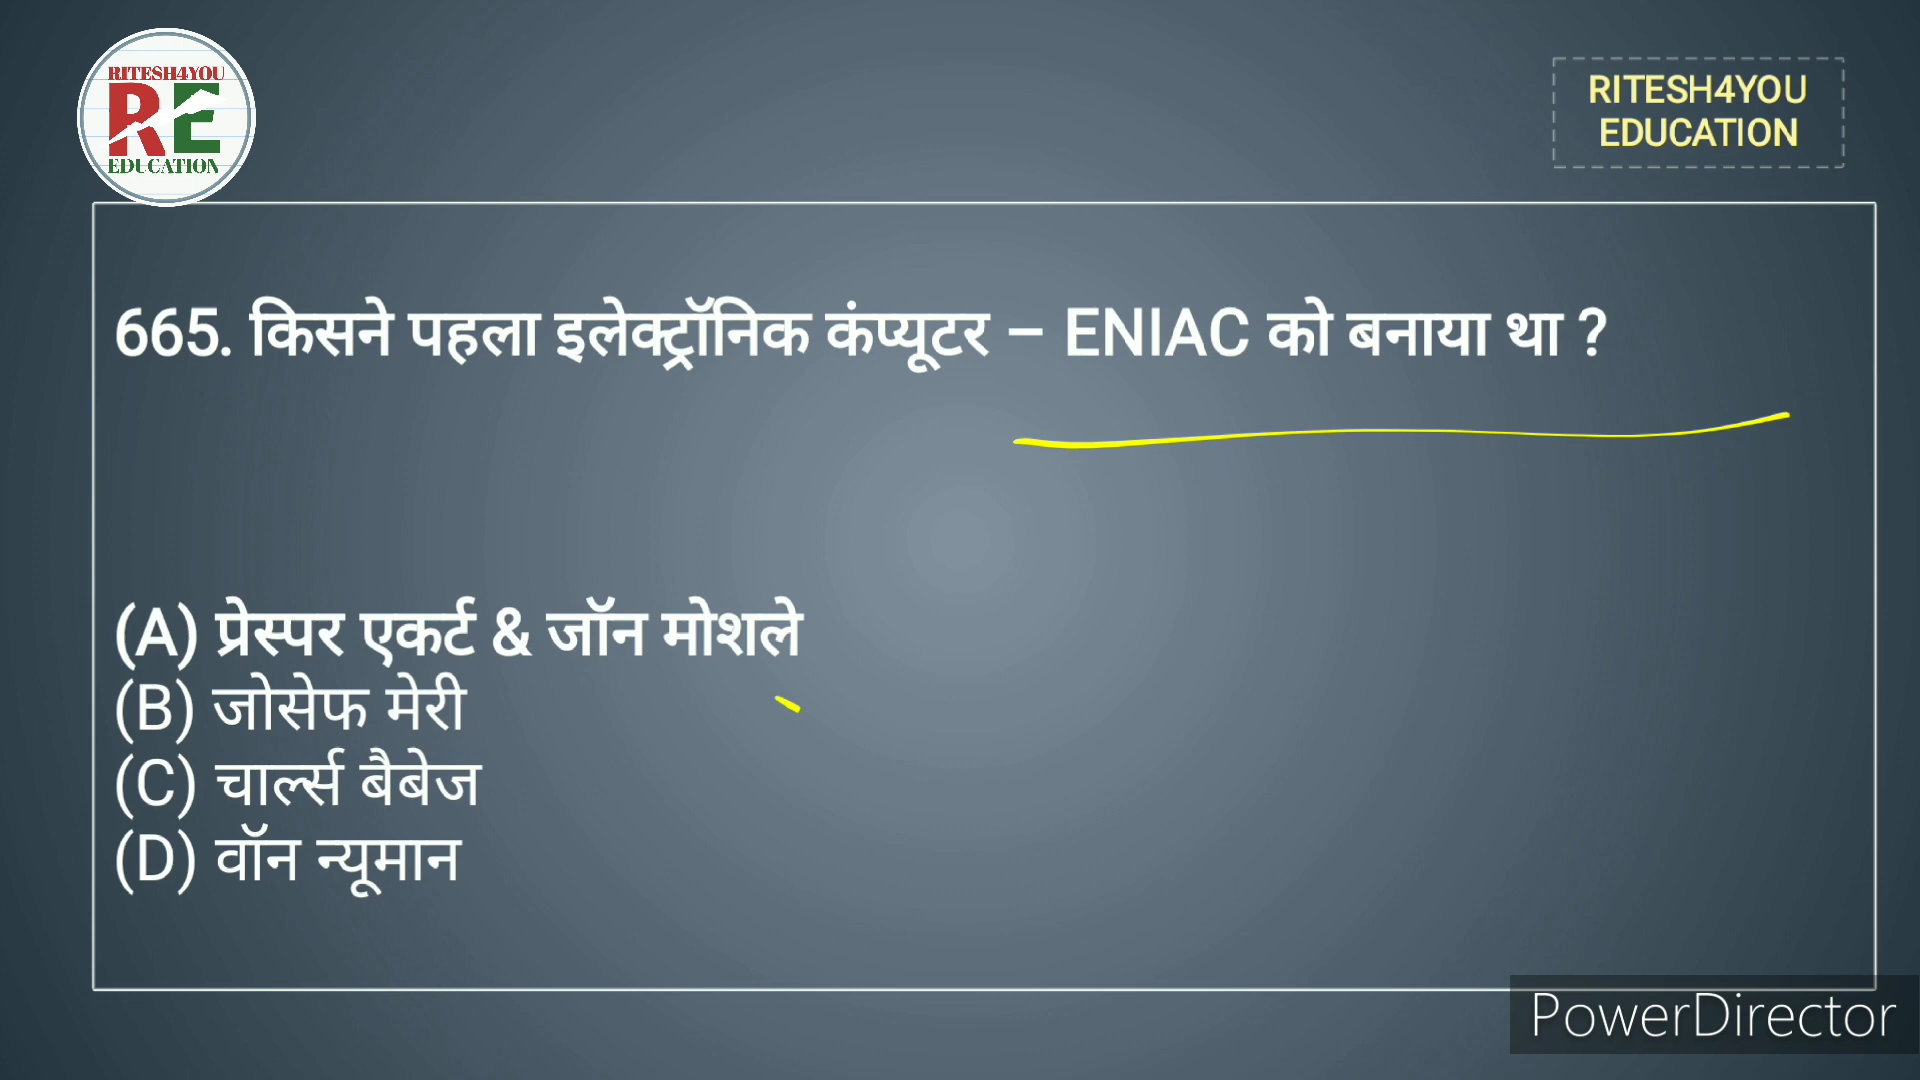 RITESH4YOU
RE
EDUCATION
RITESH4YOU
EDUCATION
665. किसने पहला इलेक्ट्रॉनिक कंप्यूटर – ENIAC को बनाया था ?
(A) प्रेस्पर एकर्ट & जॉन मोशले
(B) जोसेफ मेरी
(C) चार्ल्स बैबेज
(D) वॉन न्यूमान
PowerDirector